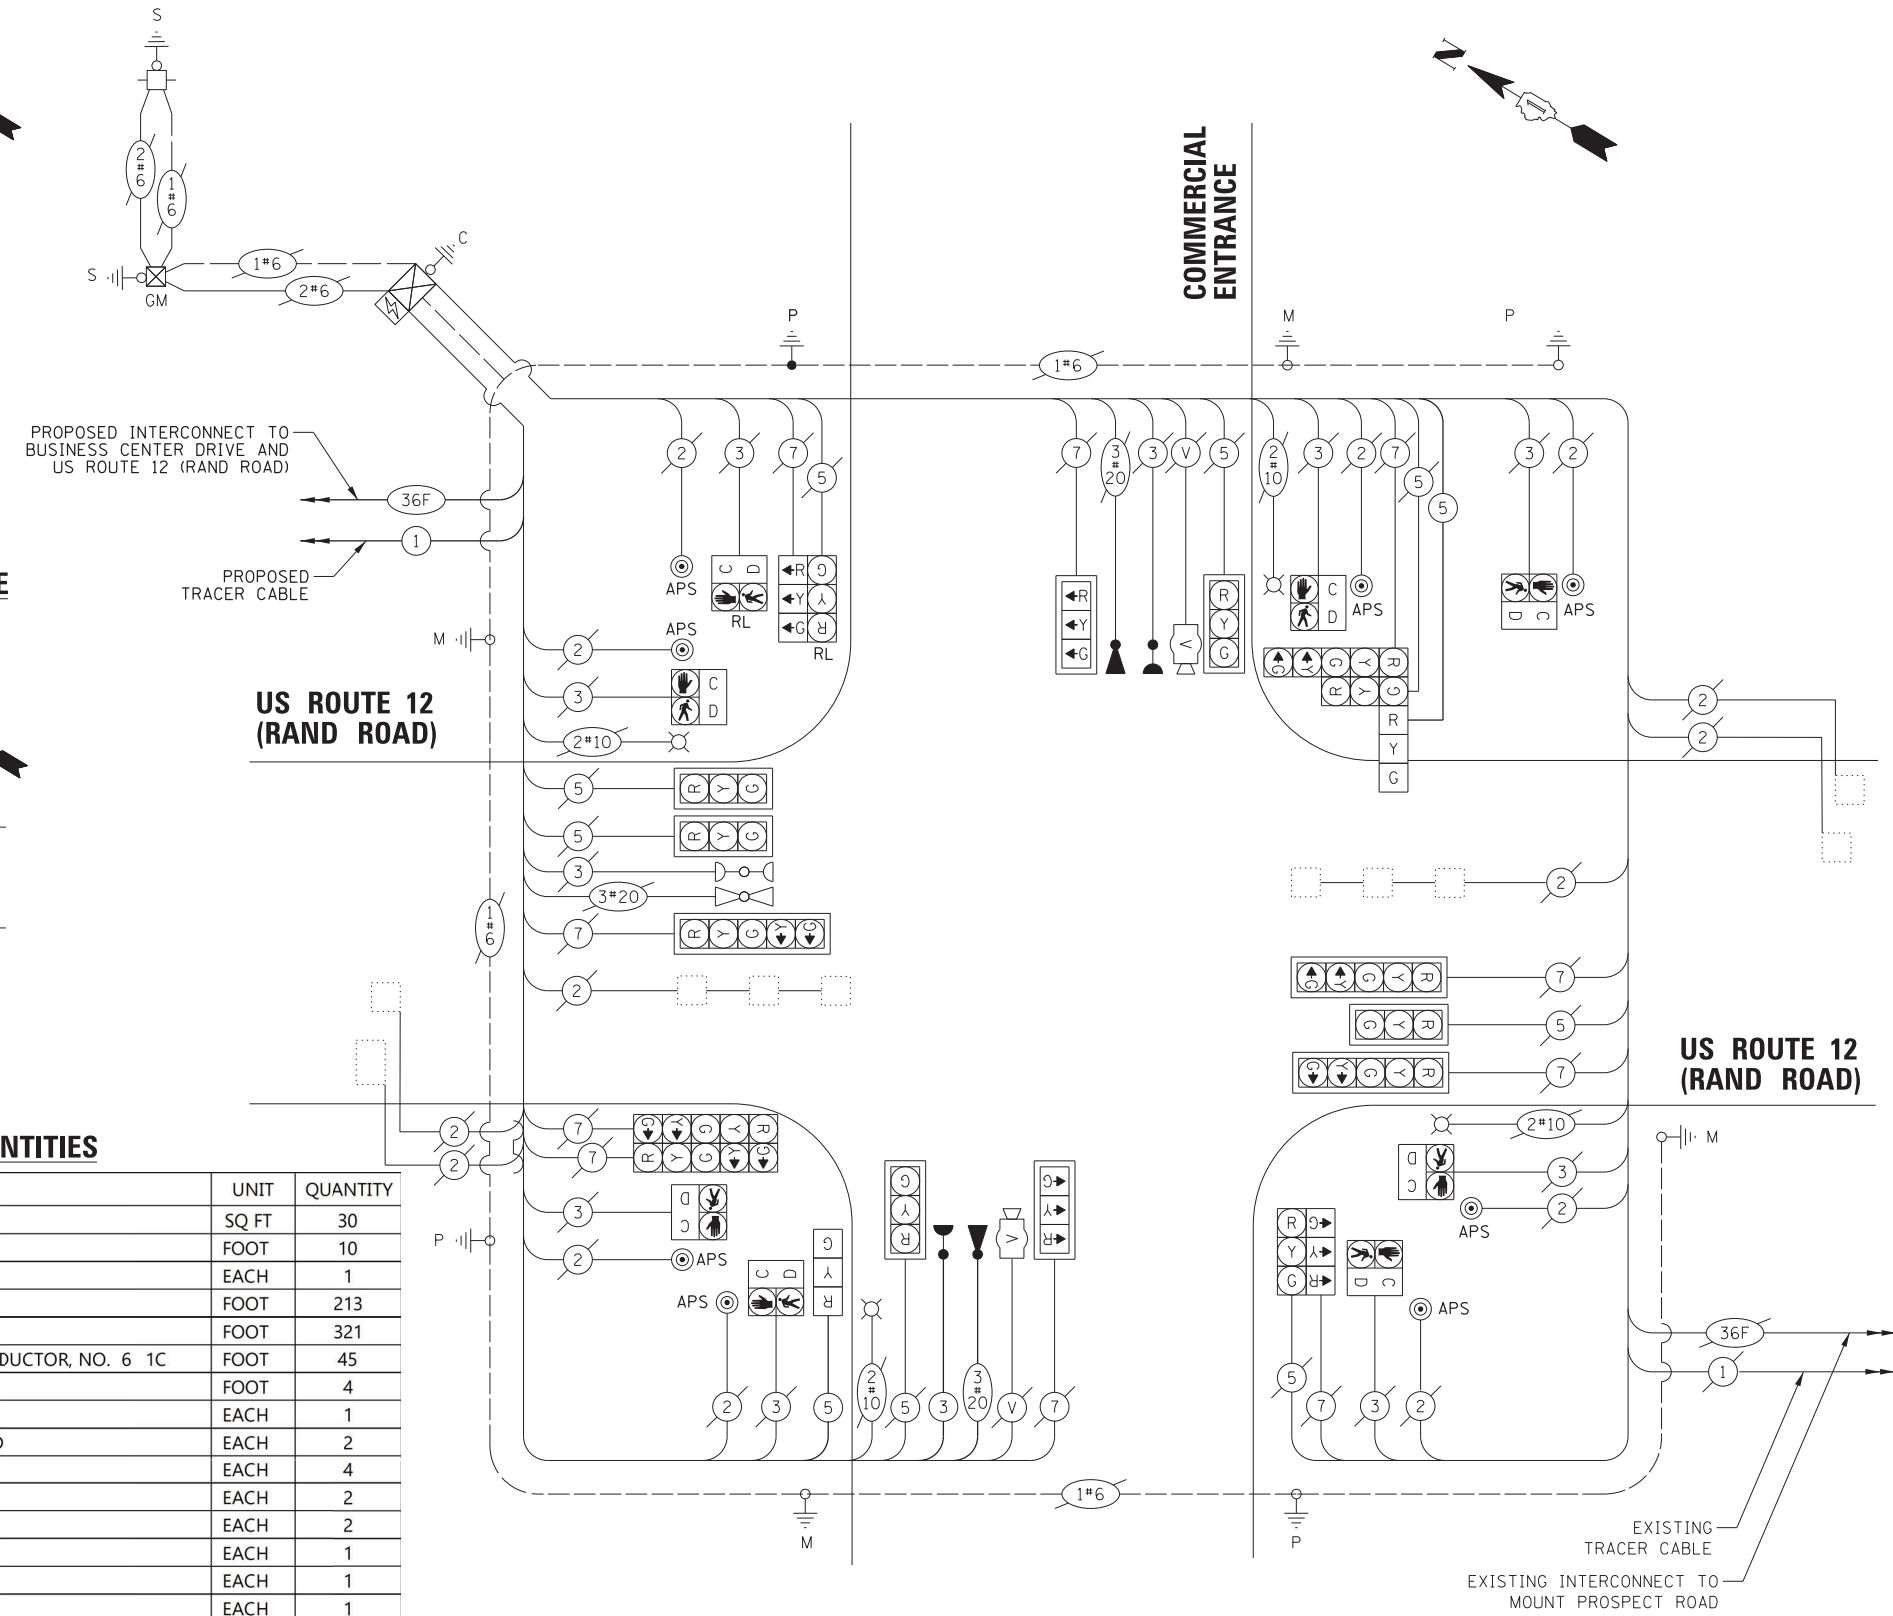 S
N
2
#
6
1
#
6
S
GM
1#6
2#6
C
COMMERCIAL
ENTRANCE
P
1#6
M
P
PROPOSED INTERCONNECT TO
BUSINESS CENTER DRIVE AND
US ROUTE 12 (RAND ROAD)
36F
1
PROPOSED
TRACER CABLE
E
2
3
7
5
7
3
#
20
3
V
5
2
#
10
3
2
7
5
5
3
2
APS
C D
RL
R G
Y Y
G R
RL
R
Y
G
V
R
Y
G
C
D
APS
D C
APS
M
2
APS
3
C
D
2#10
G Y G Y R
R Y G
R
Y
G
2
2
US ROUTE 12
(RAND ROAD)
5
R Y G
5
R Y G
3
3#20
7
R Y G Y G
2
1
#
6
2
G Y G Y R
7
G Y R
5
G Y G Y R
7
US ROUTE 12
(RAND ROAD)
2
2
7
G Y G Y R
7
R Y G Y G
3
D
C
2
APS
P
APS
C D
G
Y
R
G
Y
R
V
G
Y
R
2
3
5
2
#
10
5
3
3
#
20
V
7
2#10
M
D
C
3
2
APS
R G
Y Y
G R
D C
APS
5
7
3
2
36F
1
M
1#6
P
EXISTING
TRACER CABLE
EXISTING INTERCONNECT TO
MOUNT PROSPECT ROAD
NTITIES
UNIT QUANTITY
SQ FT 30
FOOT 10
EACH 1
FOOT 213
FOOT 321
DUCTOR, NO. 6 1C FOOT 45
FOOT 4
EACH 1
D EACH 2
EACH 4
EACH 2
EACH 2
EACH 1
EACH 1
EACH 1